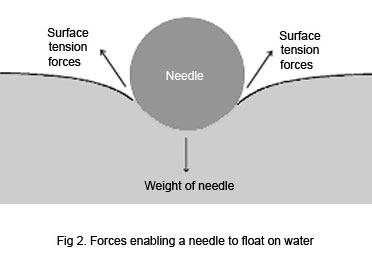 Surface
tension
forces
Needle
Surface
tension
forces
Weight of needle
Fig 2. Forces enabling a needle to float on water